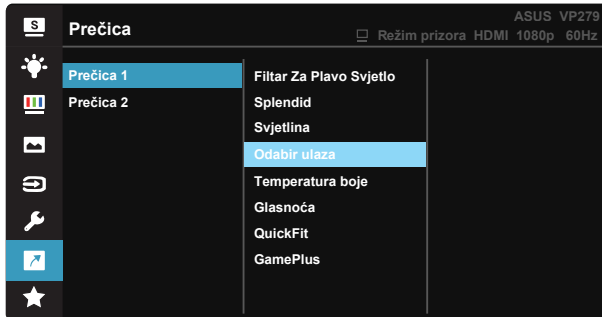 S
ASUS VP279
Prečica
Režim prizora HDMI 1080p 60Hz
Prečica 1
Prečica 2
Filtar Za Plavo Svjetlo
Splendid
Svjetlina
Odabir ulaza
Temperatura boje
Glasnoća
QuickFit
GamePlus